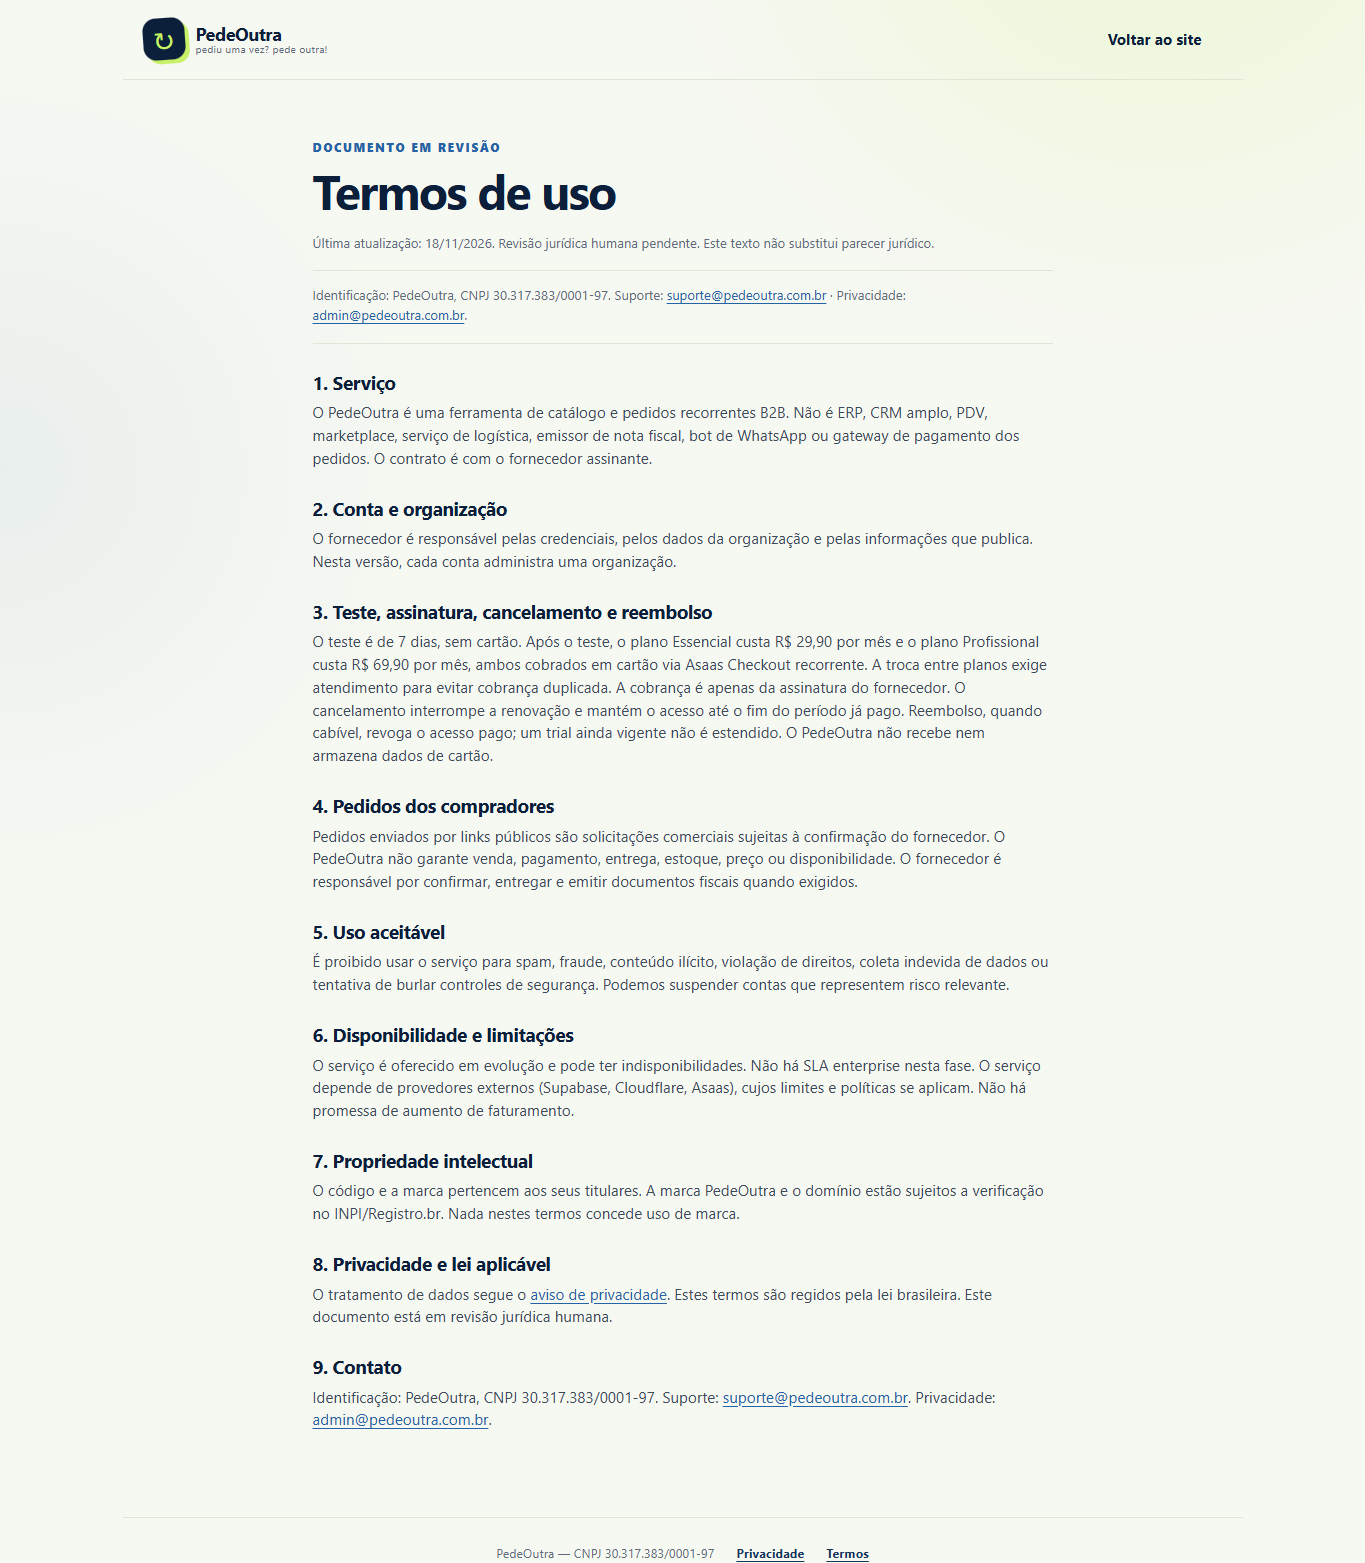 PedeOutra
pediu uma vez? pede outra!
Voltar ao site
DOCUMENTO EM REVISÃO
Termos de uso
Última atualização: 18/11/2026. Revisão jurídica humana pendente. Este texto não substitui parecer jurídico.
Identificação: PedeOutra, CNPJ 30.317.383/0001-97. Suporte: suporte@pedeoutra.com.br · Privacidade:
admin@pedeoutra.com.br.
1. Serviço
O PedeOutra é uma ferramenta de catálogo e pedidos recorrentes B2B. Não é ERP, CRM amplo, PDV,
marketplace, serviço de logística, emissor de nota fiscal, bot de WhatsApp ou gateway de pagamento dos
pedidos. O contrato é com o fornecedor assinante.
2. Conta e organização
O fornecedor é responsável pelas credenciais, pelos dados da organização e pelas informações que publica.
Nesta versão, cada conta administra uma organização.
3. Teste, assinatura, cancelamento e reembolso
O teste é de 7 dias, sem cartão. Após o teste, o plano Essencial custa R$ 29,90 por mês e o plano Profissional
custa R$ 69,90 por mês, ambos cobrados em cartão via Asaas Checkout recorrente. A troca entre planos exige
atendimento para evitar cobrança duplicada. A cobrança é apenas da assinatura do fornecedor. O
cancelamento interrompe a renovação e mantém o acesso até o fim do período já pago. Reembolso, quando
cabível, revoga o acesso pago; um trial ainda vigente não é estendido. O PedeOutra não recebe nem
armazena dados de cartão.
4. Pedidos dos compradores
Pedidos enviados por links públicos são solicitações comerciais sujeitas à confirmação do fornecedor. O
PedeOutra não garante venda, pagamento, entrega, estoque, preço ou disponibilidade. O fornecedor é
responsável por confirmar, entregar e emitir documentos fiscais quando exigidos.
5. Uso aceitável
É proibido usar o serviço para spam, fraude, conteúdo ilícito, violação de direitos, coleta indevida de dados ou
tentativa de burlar controles de segurança. Podemos suspender contas que representem risco relevante.
6. Disponibilidade e limitações
O serviço é oferecido em evolução e pode ter indisponibilidades. Não há SLA enterprise nesta fase. O serviço
depende de provedores externos (Supabase, Cloudflare, Asaas), cujos limites e políticas se aplicam. Não há
promessa de aumento de faturamento.
7. Propriedade intelectual
O código e a marca pertencem aos seus titulares. A marca PedeOutra e o domínio estão sujeitos a verificação
no INPI/Registro.br. Nada nestes termos concede uso de marca.
8. Privacidade e lei aplicável
O tratamento de dados segue o aviso de privacidade. Estes termos são regidos pela lei brasileira. Este
documento está em revisão jurídica humana.
9. Contato
Identificação: PedeOutra, CNPJ 30.317.383/0001-97. Suporte: suporte@pedeoutra.com.br. Privacidade:
admin@pedeoutra.com.br.
PedeOutra — CNPJ 30.317.383/0001-97 Privacidade Termos